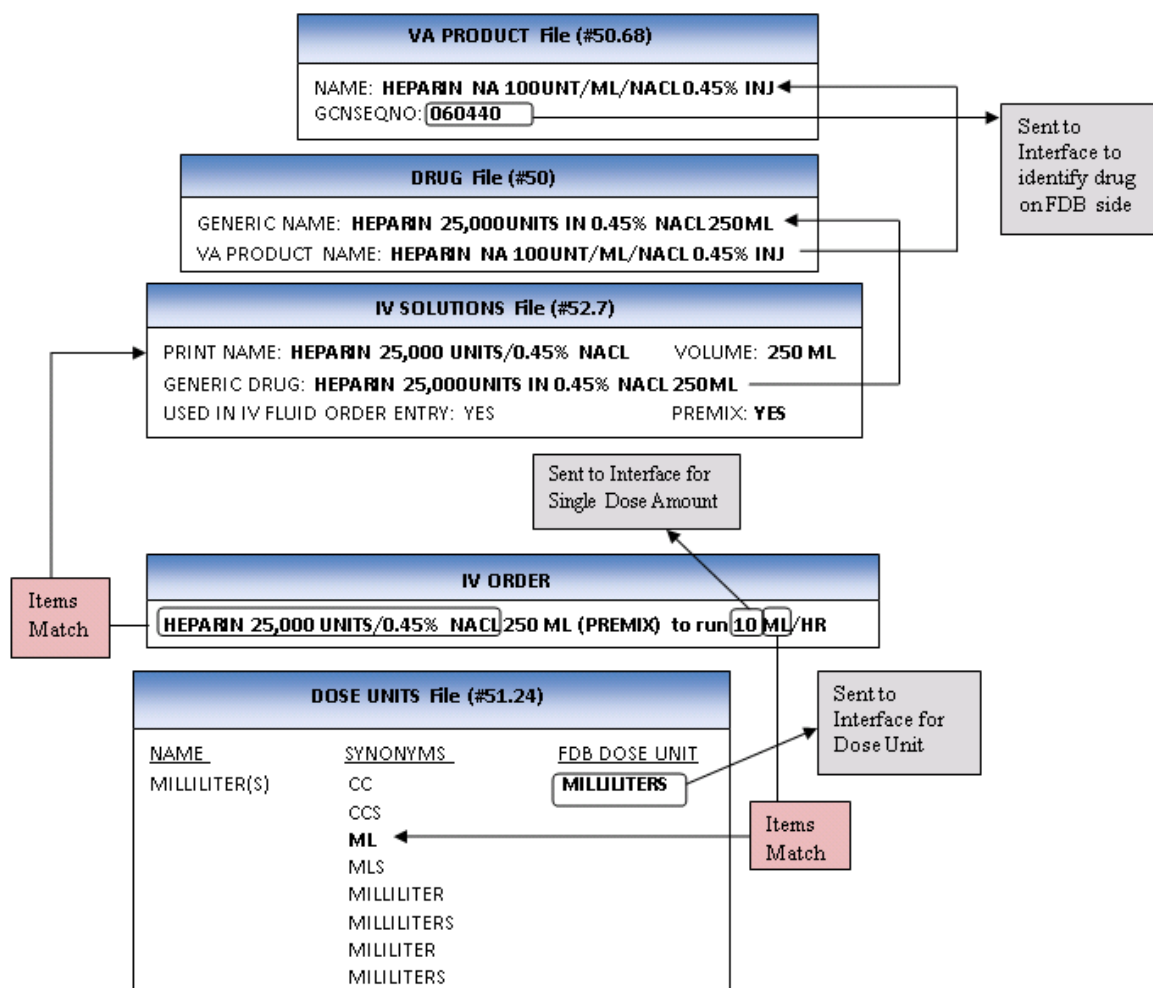 VA PRODUCT File (#50.68)
NAME: HEPARIN NA 100UNT/ML/NACL 0.45% INJ
GCNSEQNO: 060440
Sent to
Interface to
identify drug
on FDB side
DRUG File (#50)
GENERIC NAME: HEPARIN 25,000UNITS IN 0.45% NACL 250ML
VA PRODUCT NAME: HEPARIN NA 100UNT/ML/NACL 0.45% INJ
IV SOLUTIONS File (#52.7)
PRINT NAME: HEPARIN 25,000 UNITS/0.45% NACL VOLUME: 250 ML
GENERIC DRUG: HEPARIN 25,000UNITS IN 0.45% NACL 250ML
USED IN IV FLUID ORDER ENTRY: YES PREMIX: YES
Sent to Interface for
Single Dose Amount
IV ORDER
Items
Match
HEPARIN 25,000 UNITS/0.45% NACL 250 ML (PREMIX) to run 10 ML/HR
DOSE UNITS File (#51.24)
Sent to
Interface for
Dose Unit
NAME SYNONYMS FDB DOSE UNIT
MILLILITER(S) CC MILLILITERS
CCS
ML
Items
Match
MLS
MILLILITER
MILLILITERS
MILILITER
MILILITERS